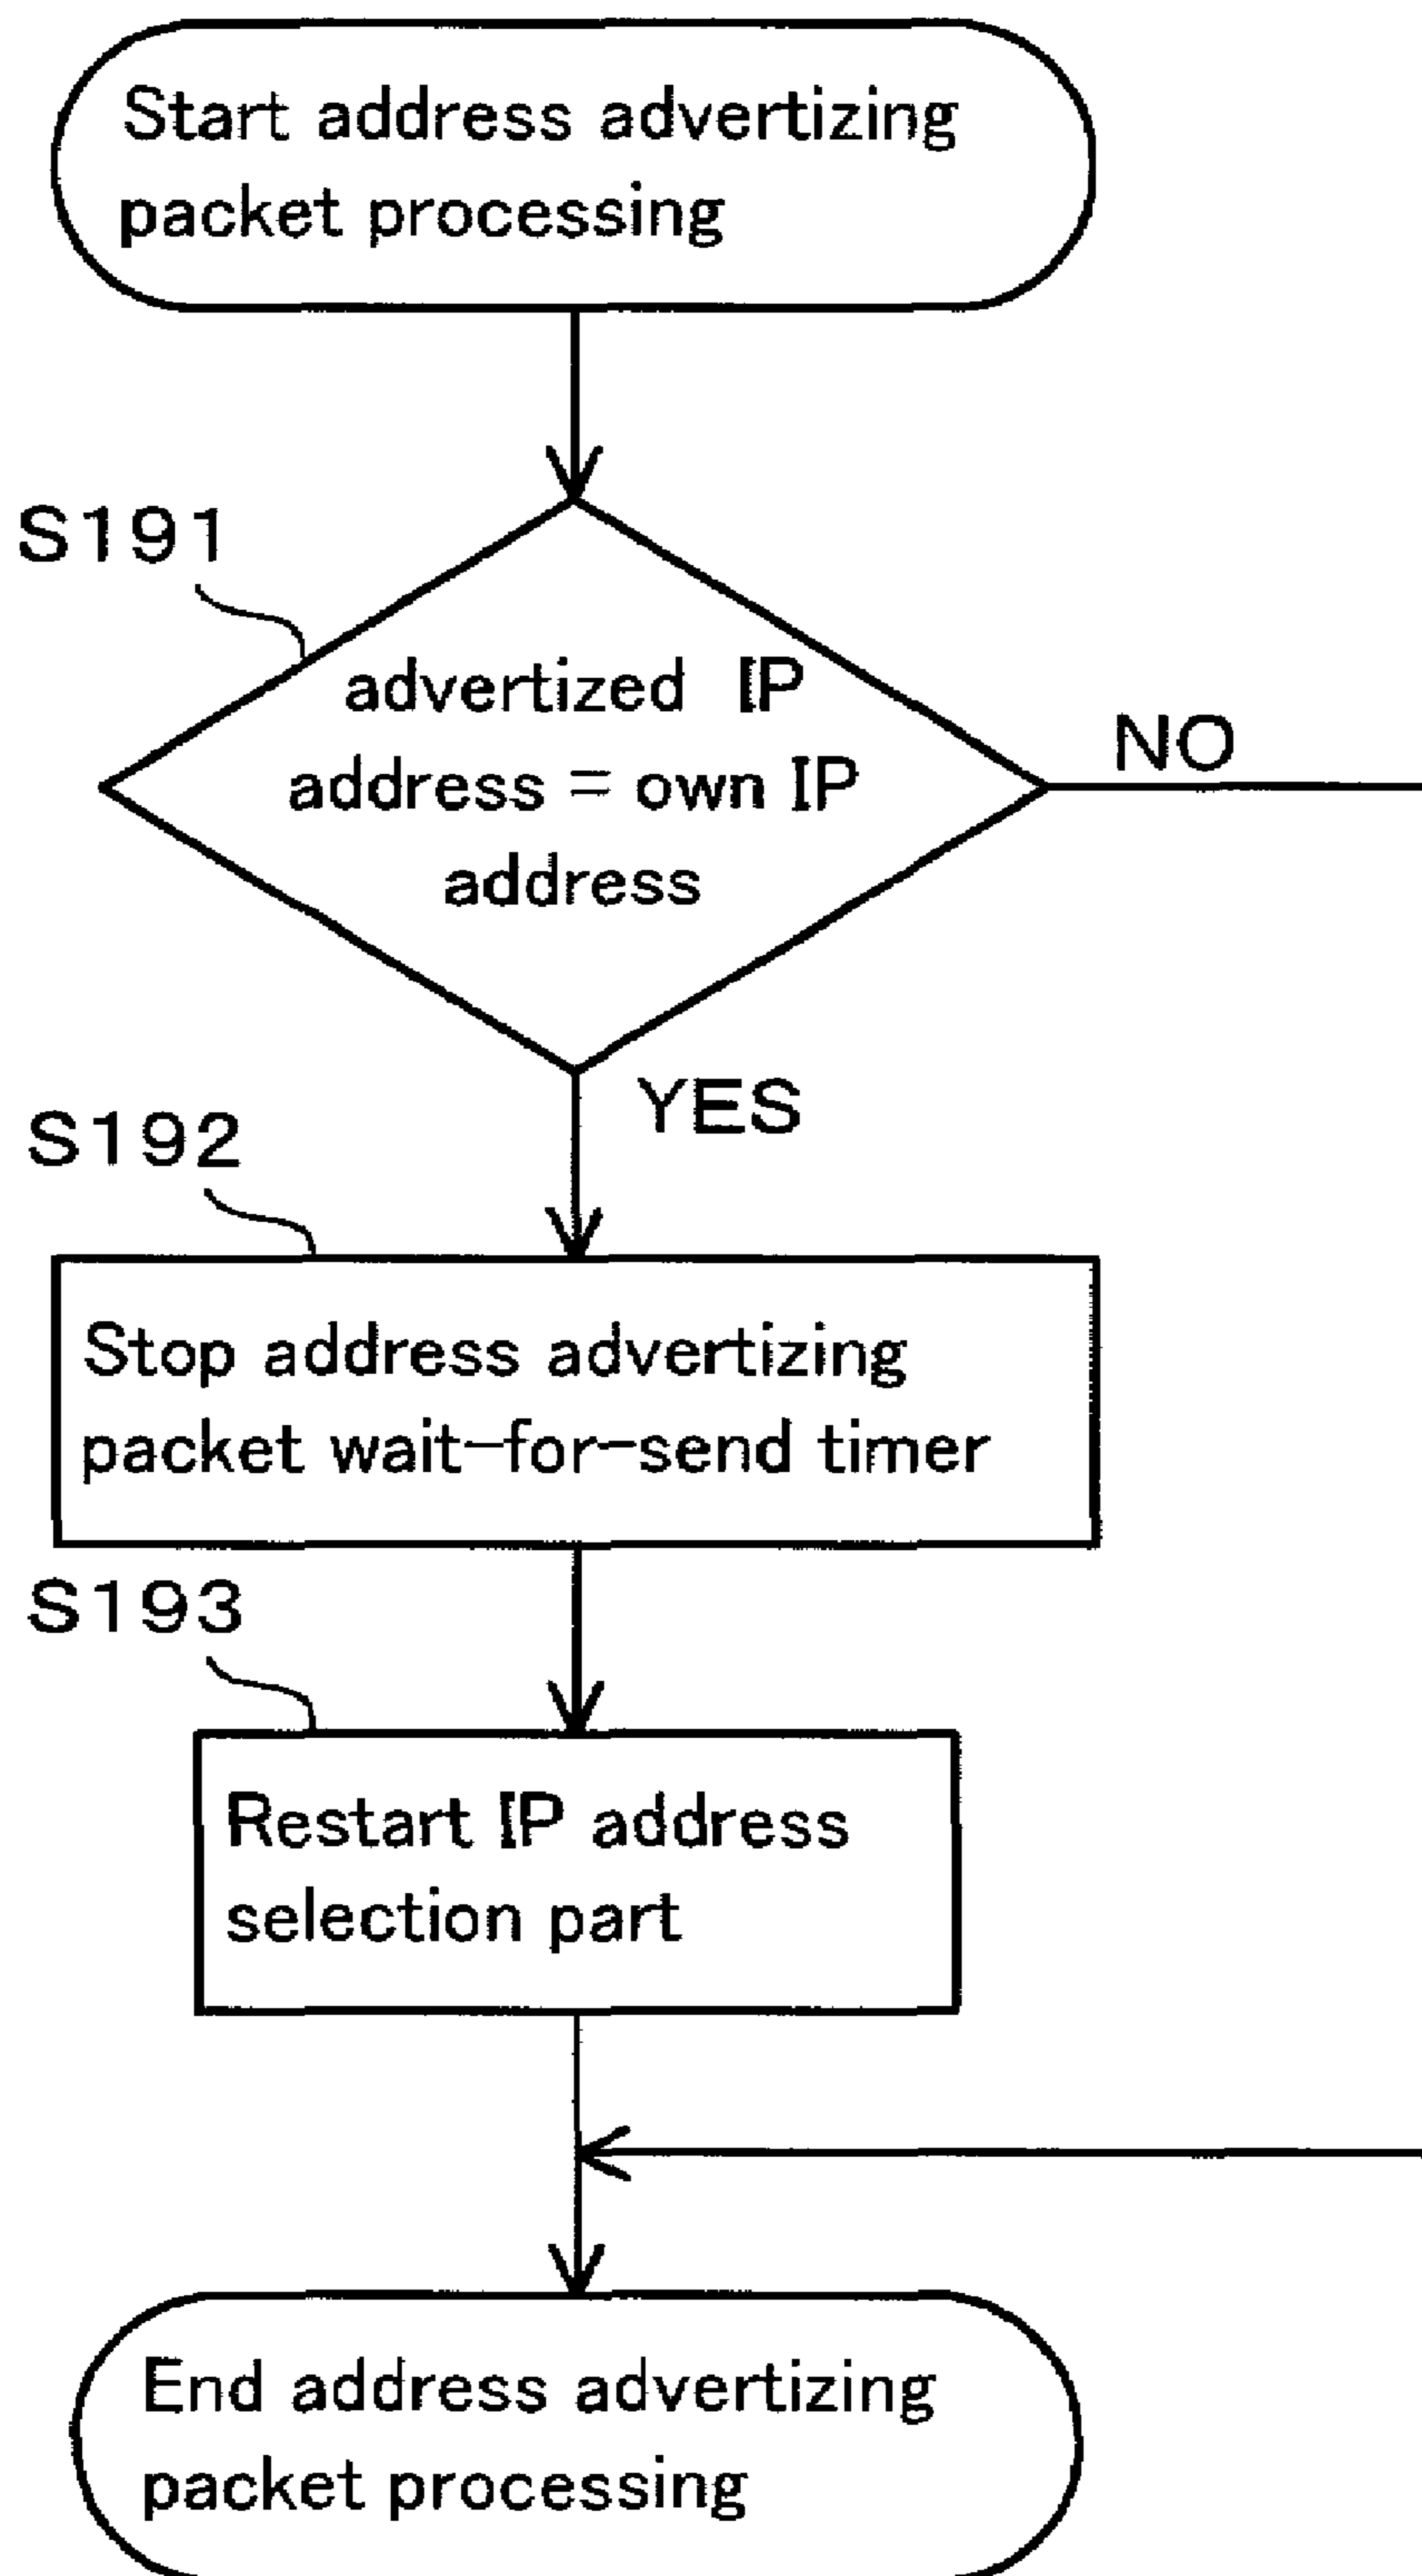 Start address advertizing
packet processing
S191
advertized IP
address = own IP
address
NO
YES
S192
Stop address advertizing
packet wait-for-send timer
S193
Restart IP address
selection part
End address advertizing
packet processing